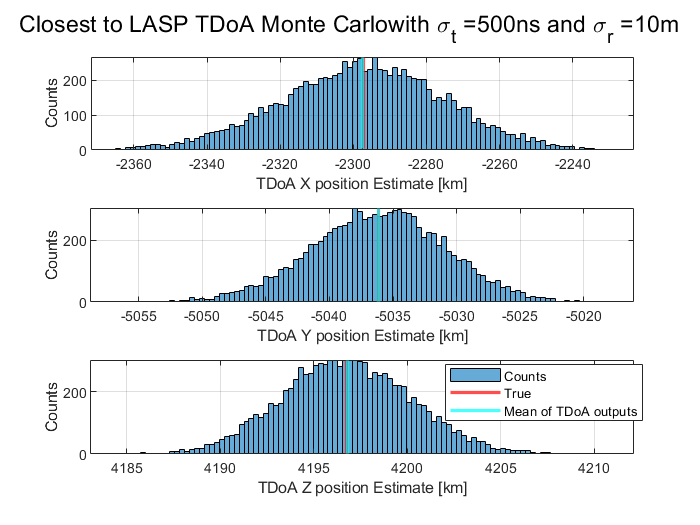 Closest to LASP TDoA Monte Carlowith σt =500ns and σr =10m
Counts
200
100
0
-2360 -2340 -2320 -2300 -2280 -2260 -2240
TDoA X position Estimate [km]
Counts
200
0
-5055 -5050 -5045 -5040 -5035 -5030 -5025 -5020
TDoA Y position Estimate [km]
Counts
200
0
Counts
True
Mean of TDoA outputs
4185 4190 4195 4200 4205 4210
TDoA Z position Estimate [km]